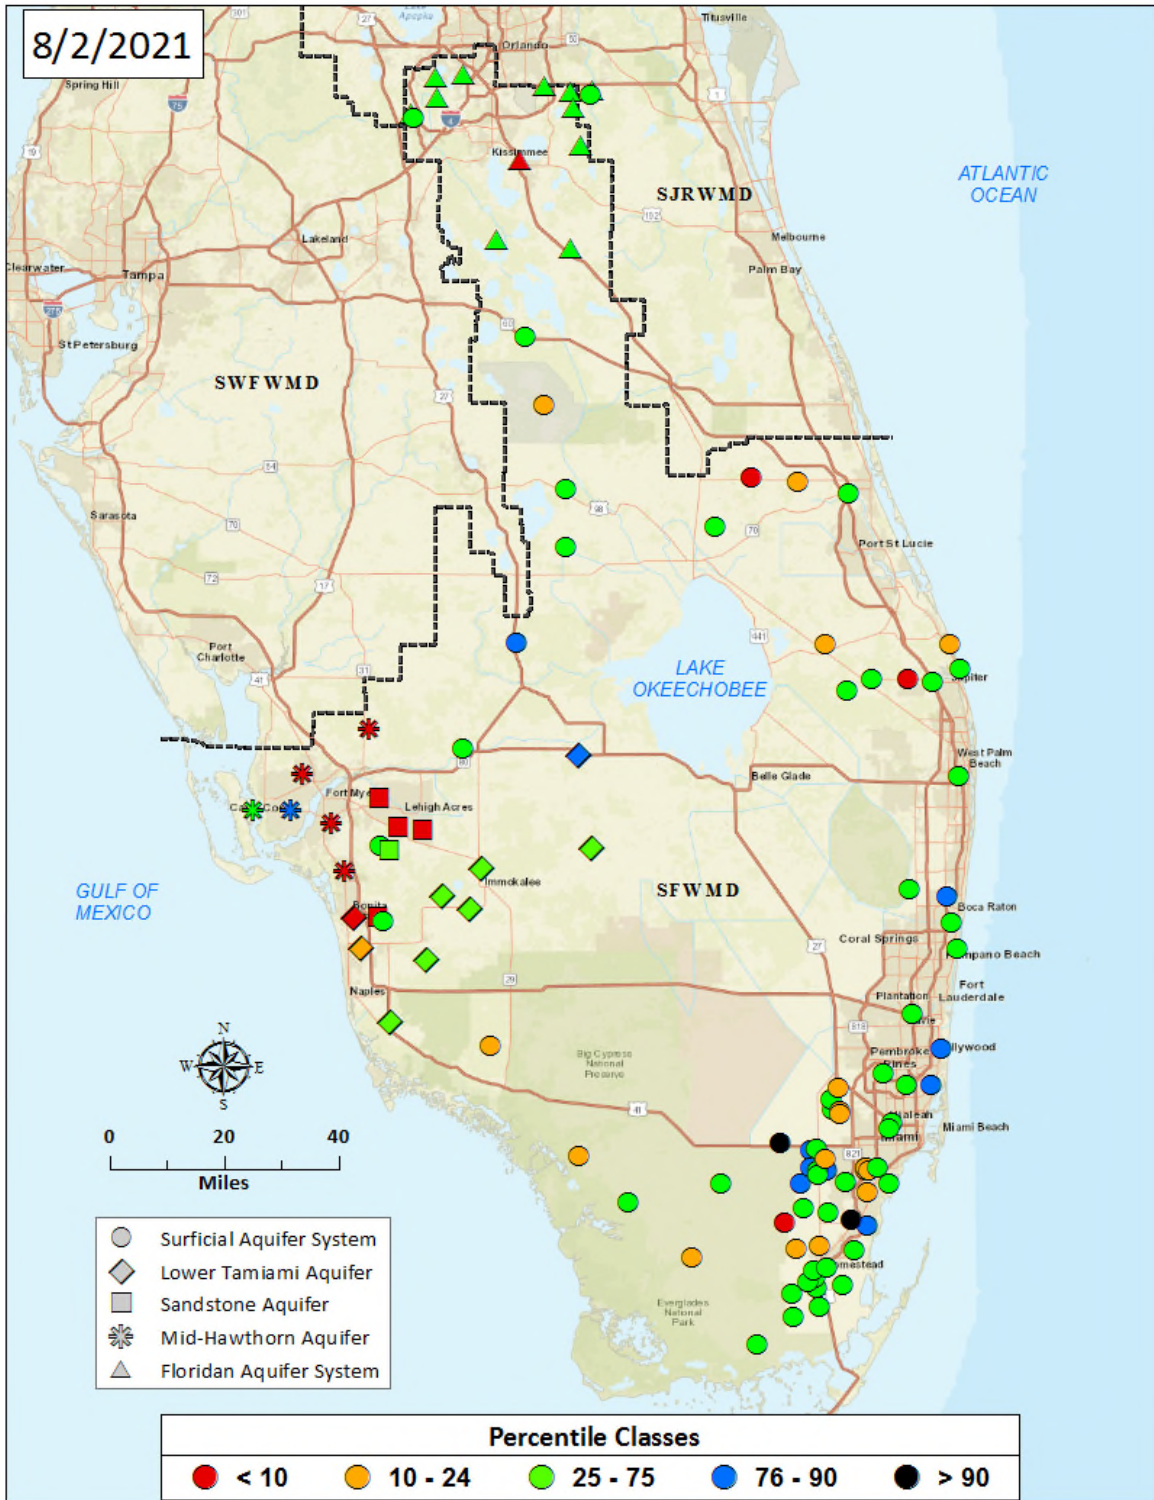 8/2/2021
Titusville
Orlando
Spring Hill
Kissimmee
ATLANTIC
OCEAN
SJRWMD
Lakeland
Melbourne
Clearwater
Tampa
Palm Bay
St Petersburg
SWFWMD
Sarasota
Port St Lucie
Port
Charlotte
LAKE
OKEECHOBEE
Jupiter
West Palm
Beach
Belle Glade
Lehigh Acres
Immokalee
GULF OF
MEXICO
SFWMD
Bonita
Boca Raton
Coral Springs
Naples
Plantation
Fort
Lauderdale
N
W
E
S
Big Cypress
National
Preserve
Pembroke
Pines
Hialeah
Miami Beach
Miami
0 20 40
Miles
Surficial Aquifer System
Lower Tamiami Aquifer
Sandstone Aquifer
Mid-Hawthorn Aquifer
Floridan Aquifer System
Everglades
National
Park
Percentile Classes
< 10 10 - 24 25 - 75 76 - 90 > 90